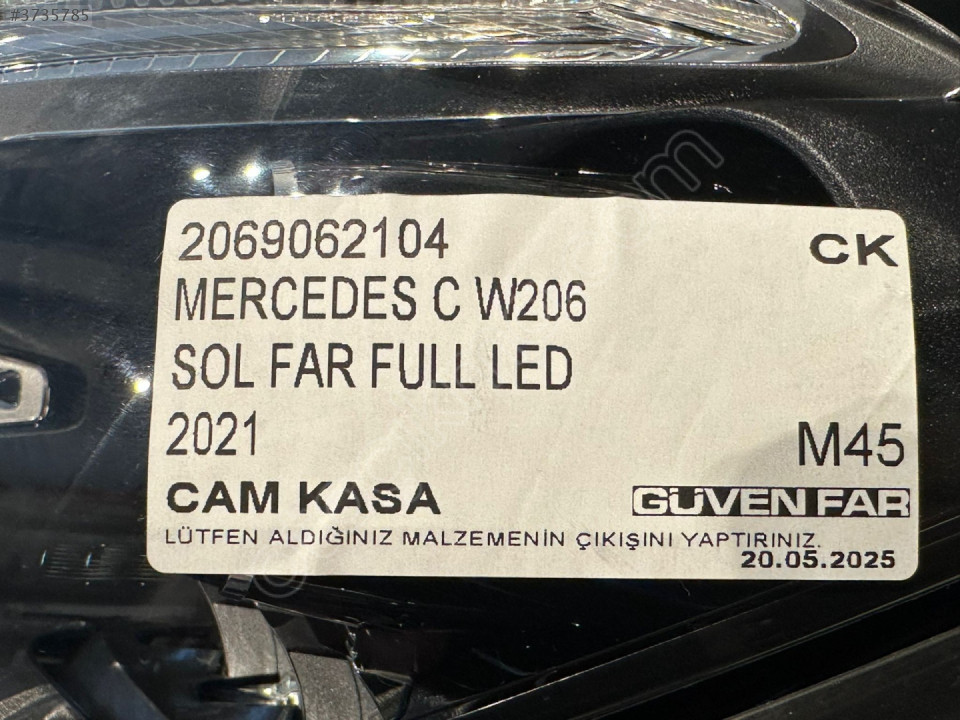 #3735785
2069062104
CK
MERCEDES C W206
SOL FAR FULL LED
2021
M45
CAM KASA
GÜVEN FAR
LÜTFEN ALDIĞINIZ MALZEMENİN ÇIKIŞINI YAPTIRINIZ.
20.05.2025